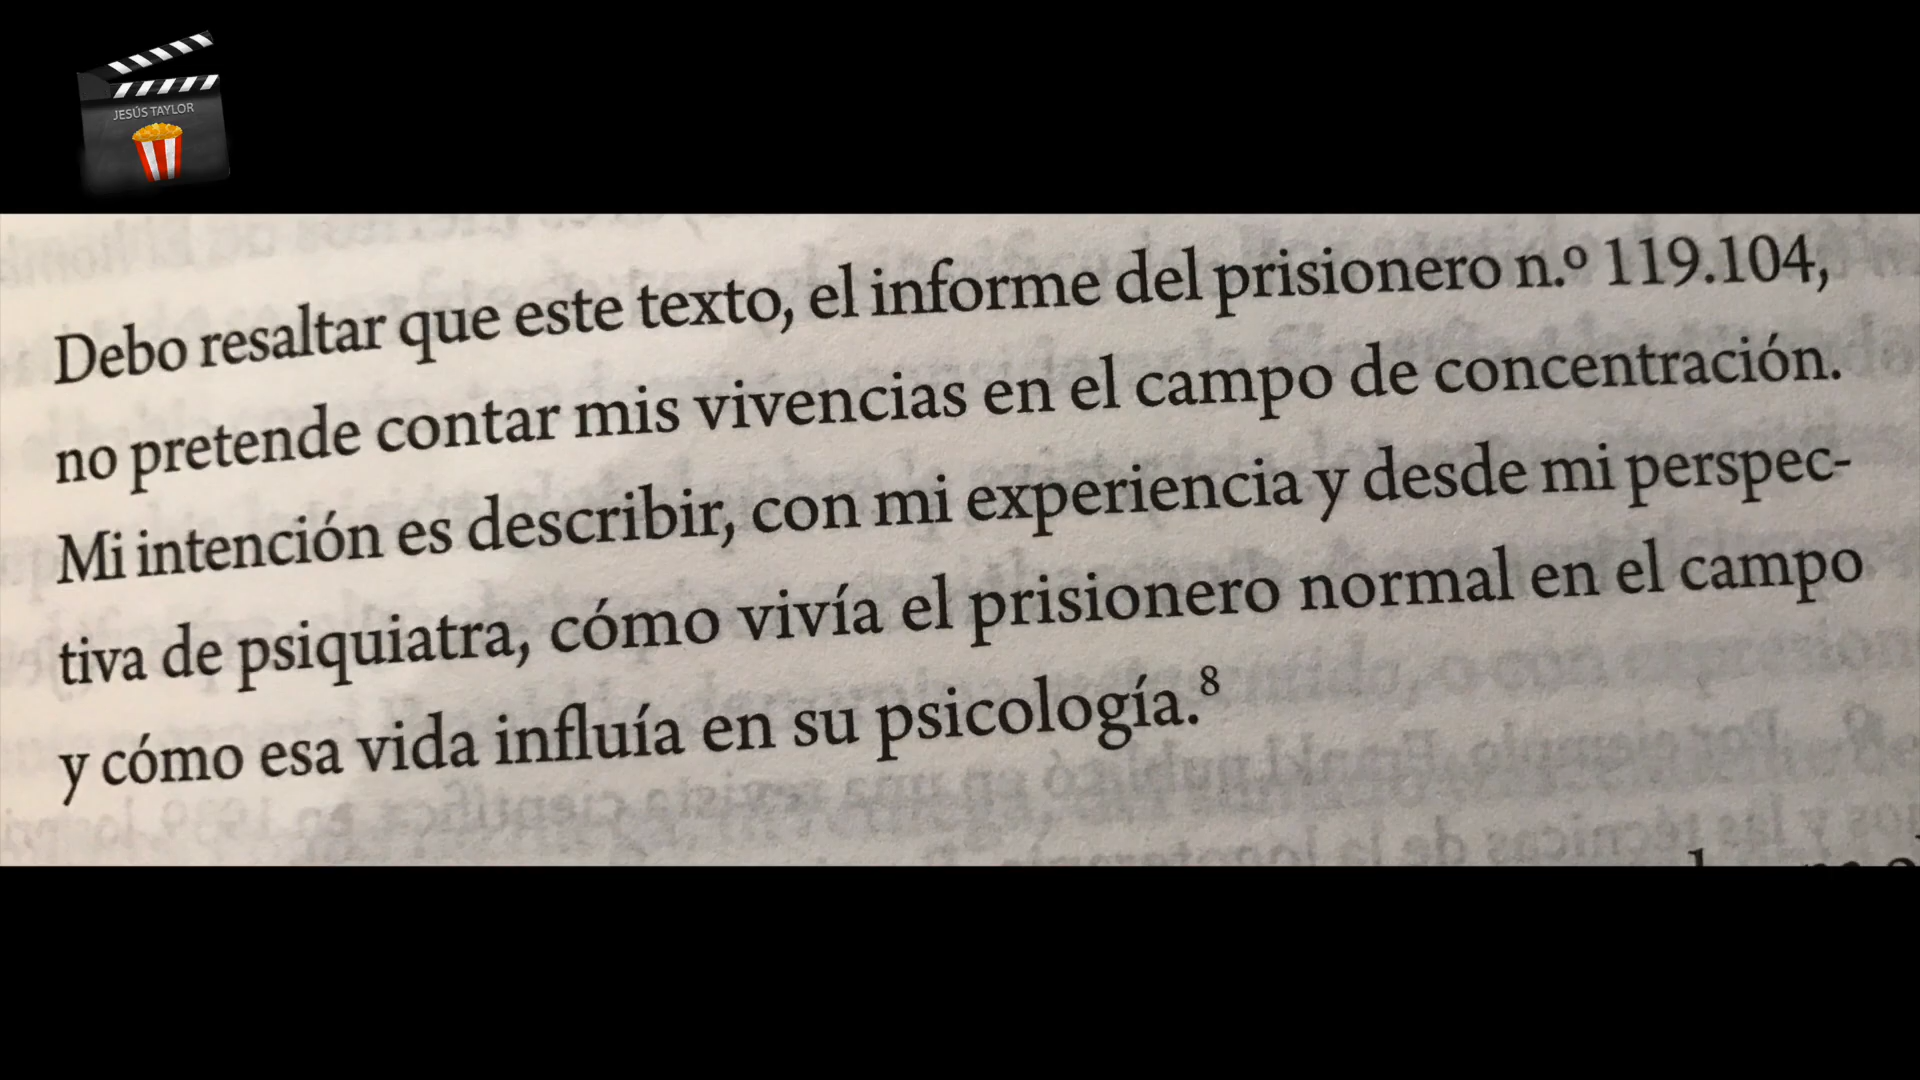 JESÚS TAYLOR
Debo resaltar que este texto, el informe del prisionero n.º 119.104,
no pretende contar mis vivencias en el campo de concentración.
Mi intención es describir, con mi experiencia y desde mi perspec-
tiva de psiquiatra, cómo vivía el prisionero normal en el campo
y cómo esa vida influía en su psicología.⁸